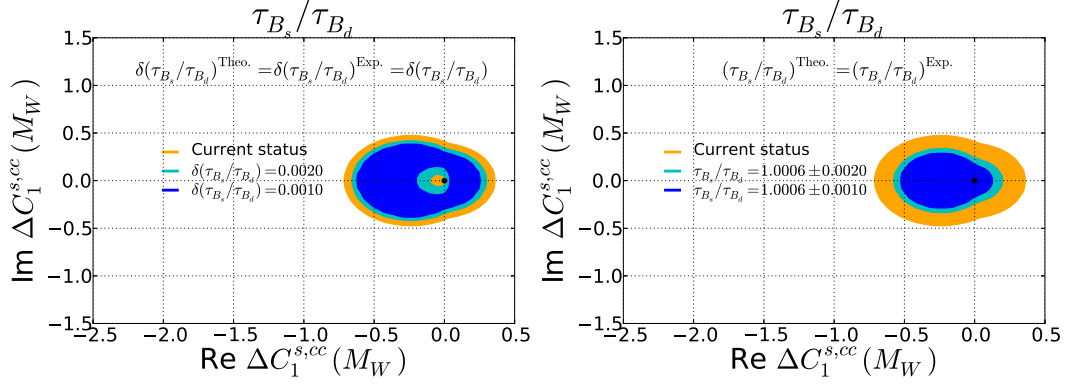 τ_{B_s}/τ_{B_d}
δ(τ_{B_s}/τ_{B_d})^{Theo.} = δ(τ_{B_s}/τ_{B_d})^{Exp.} = δ(τ_{B_s}/τ_{B_d})
Current status
δ(τ_{B_s}/τ_{B_d}) = 0.0020
δ(τ_{B_s}/τ_{B_d}) = 0.0010
Im ΔC_1^{s,cc}(M_W)
1.5
1.0
0.5
0.0
−0.5
−1.0
−1.5
−2.5 −2.0 −1.5 −1.0 −0.5 0.0 0.5
Re ΔC_1^{s,cc}(M_W)
τ_{B_s}/τ_{B_d}
(τ_{B_s}/τ_{B_d})^{Theo.} = (τ_{B_s}/τ_{B_d})^{Exp.}
Current status
τ_{B_s}/τ_{B_d} = 1.0006 ± 0.0020
τ_{B_s}/τ_{B_d} = 1.0006 ± 0.0010
Im ΔC_1^{s,cc}(M_W)
1.5
1.0
0.5
0.0
−0.5
−1.0
−1.5
−2.5 −2.0 −1.5 −1.0 −0.5 0.0 0.5
Re ΔC_1^{s,cc}(M_W)